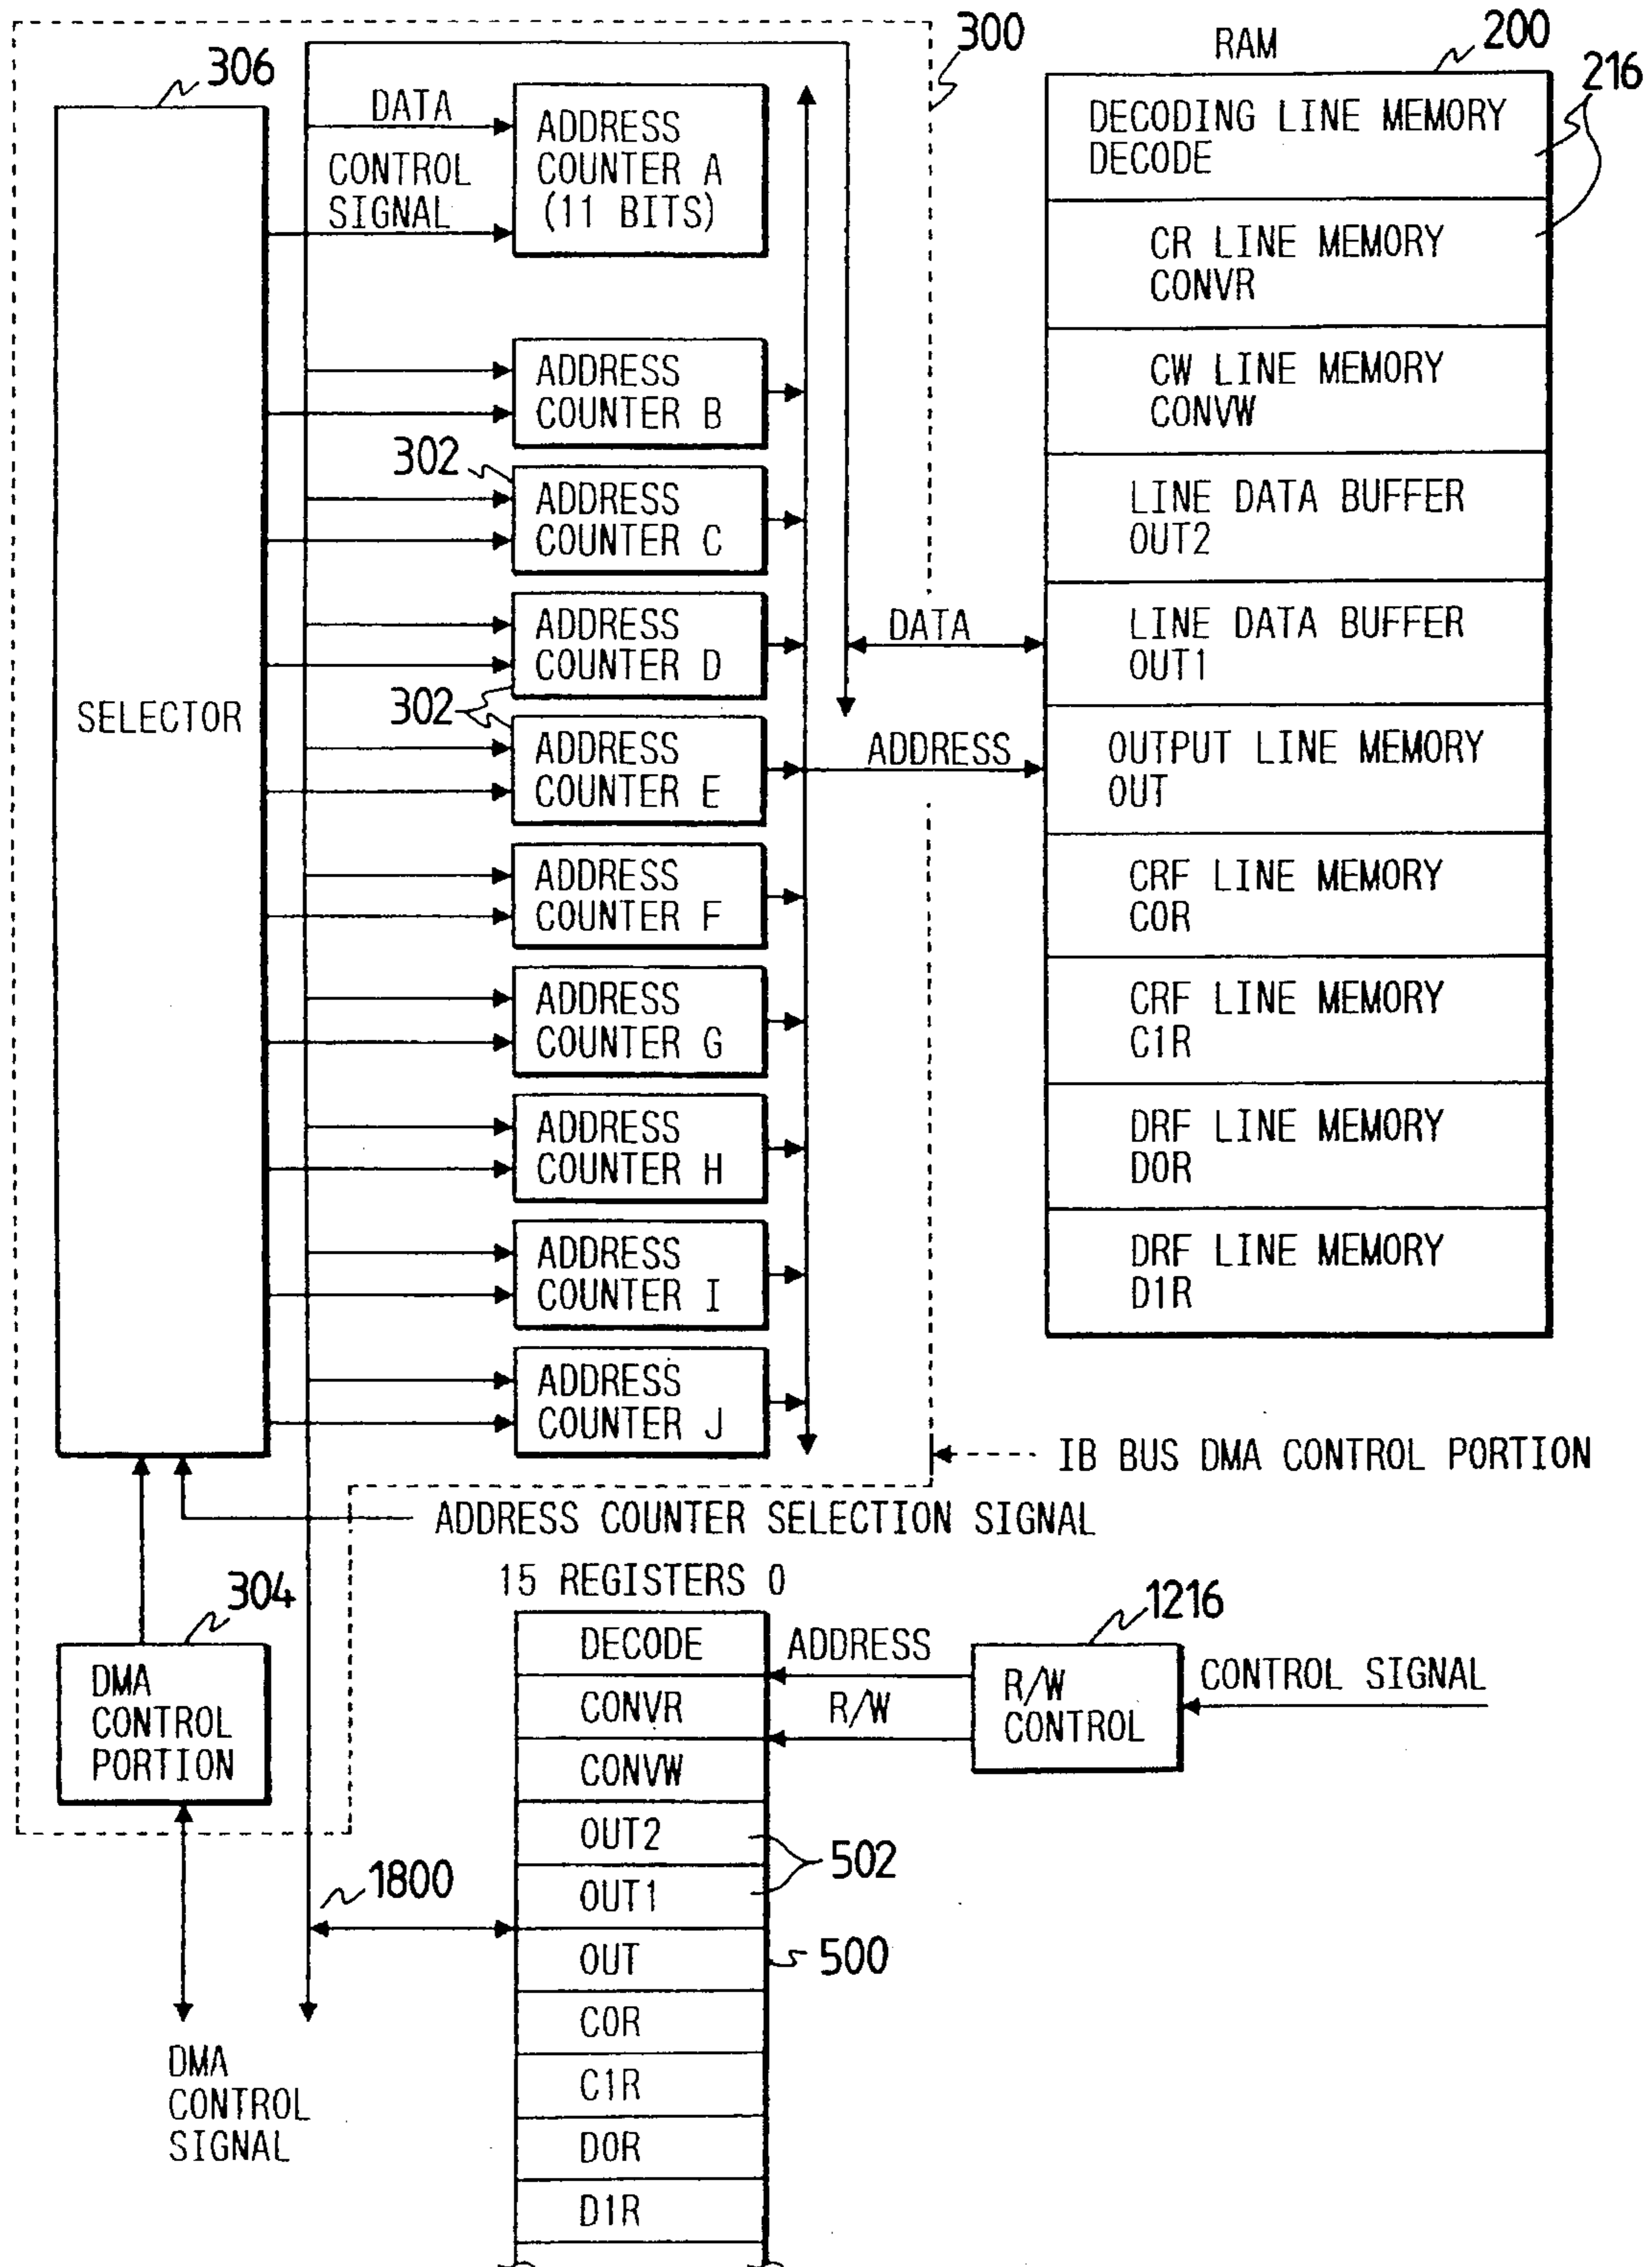 306
300
RAM
200
216
DATA
CONTROL
SIGNAL
ADDRESS
COUNTER A
(11 BITS)
ADDRESS
COUNTER B
302
ADDRESS
COUNTER C
ADDRESS
COUNTER D
302
ADDRESS
COUNTER E
ADDRESS
COUNTER F
ADDRESS
COUNTER G
ADDRESS
COUNTER H
ADDRESS
COUNTER I
ADDRESS
COUNTER J
SELECTOR
DATA
ADDRESS
DECODING LINE MEMORY
DECODE
CR LINE MEMORY
CONVR
CW LINE MEMORY
CONVW
LINE DATA BUFFER
OUT2
LINE DATA BUFFER
OUT1
OUTPUT LINE MEMORY
OUT
CRF LINE MEMORY
C0R
CRF LINE MEMORY
C1R
DRF LINE MEMORY
D0R
DRF LINE MEMORY
D1R
IB BUS DMA CONTROL PORTION
ADDRESS COUNTER SELECTION SIGNAL
304
DMA
CONTROL
PORTION
DMA
CONTROL
SIGNAL
1800
15 REGISTERS 0
DECODE
CONVR
CONVW
OUT2
OUT1
OUT
C0R
C1R
D0R
D1R
502
500
ADDRESS
R/W
1216
R/W
CONTROL
CONTROL SIGNAL